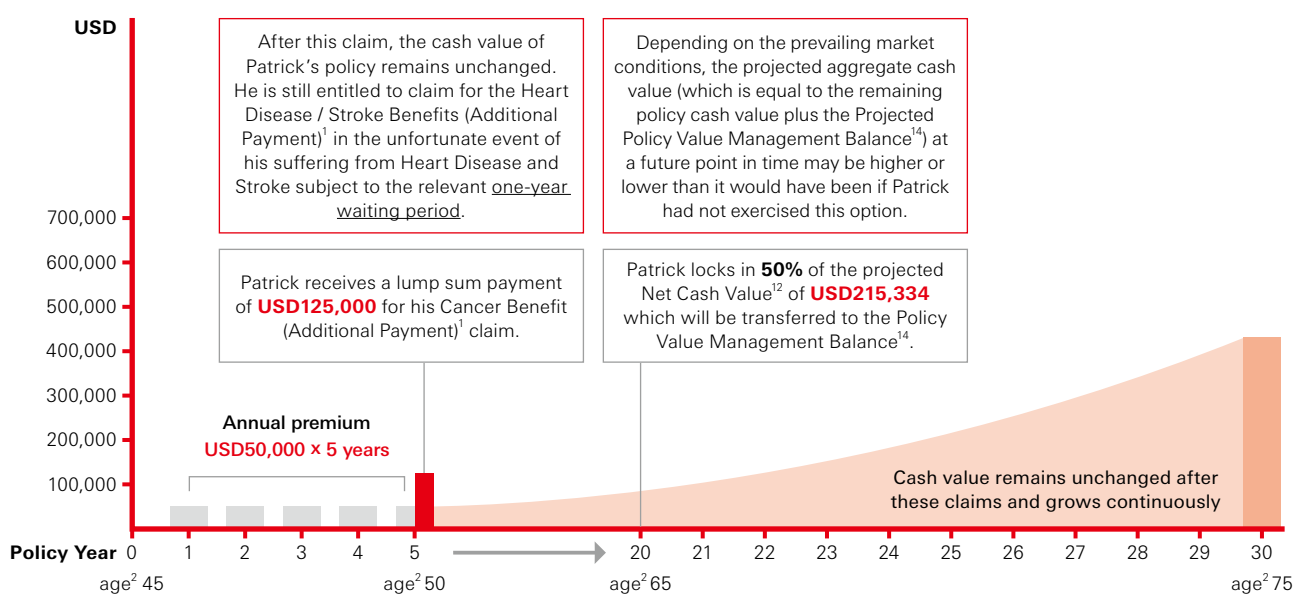 USD
After this claim, the cash value of
Patrick's policy remains unchanged.
He is still entitled to claim for the Heart
Disease / Stroke Benefits (Additional
Payment)1 in the unfortunate event of
his suffering from Heart Disease and
Stroke subject to the relevant one-year
waiting period.
Depending on the prevailing market
conditions, the projected aggregate cash
value (which is equal to the remaining
policy cash value plus the Projected
Policy Value Management Balance14) at
a future point in time may be higher or
lower than it would have been if Patrick
had not exercised this option.
Patrick receives a lump sum payment
of USD125,000 for his Cancer Benefit
(Additional Payment)1 claim.
Patrick locks in 50% of the projected
Net Cash Value12 of USD215,334
which will be transferred to the Policy
Value Management Balance14.
700,000
600,000
500,000
400,000
300,000
200,000
100,000
Annual premium
USD50,000 x 5 years
Cash value remains unchanged after
these claims and grows continuously
Policy Year 0 1 2 3 4 5 20 21 22 23 24 25 26 27 28 29 30
age2 45 age2 50 age2 65 age2 75